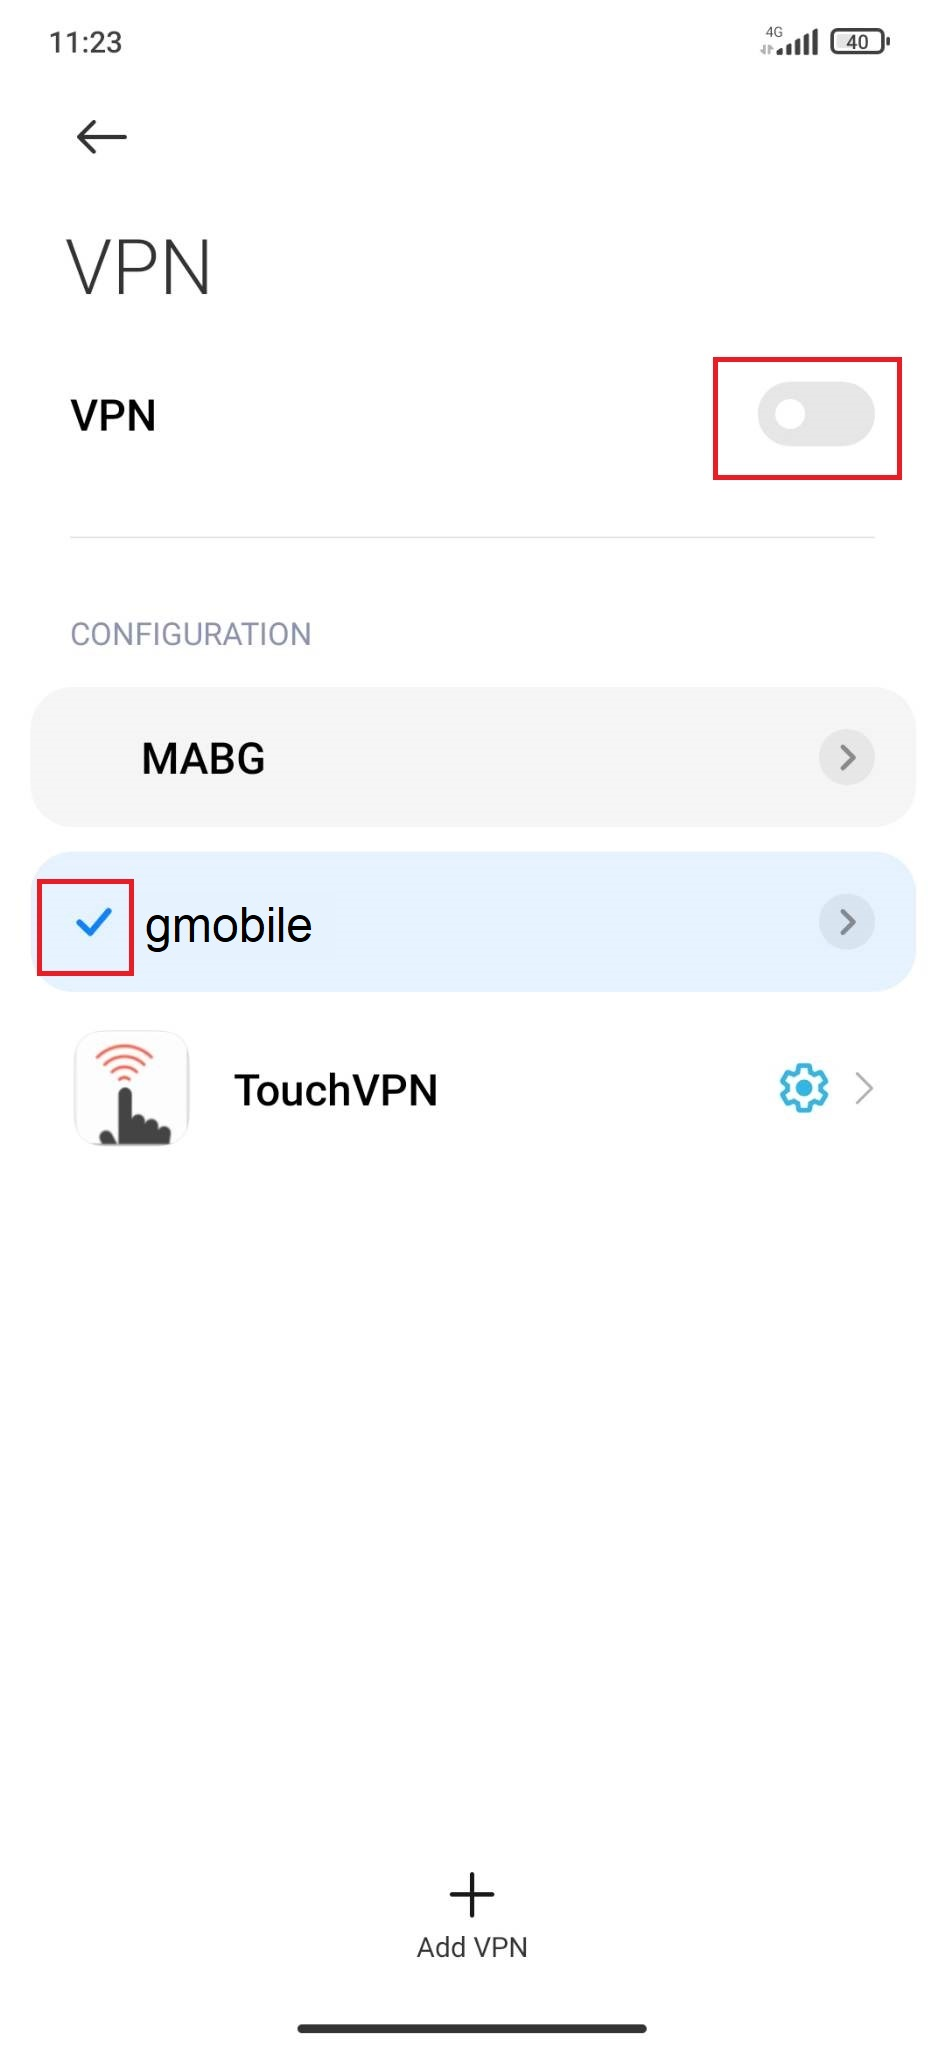 11:23
4G
40
VPN
VPN
CONFIGURATION
MABG
gmobile
TouchVPN
Add VPN